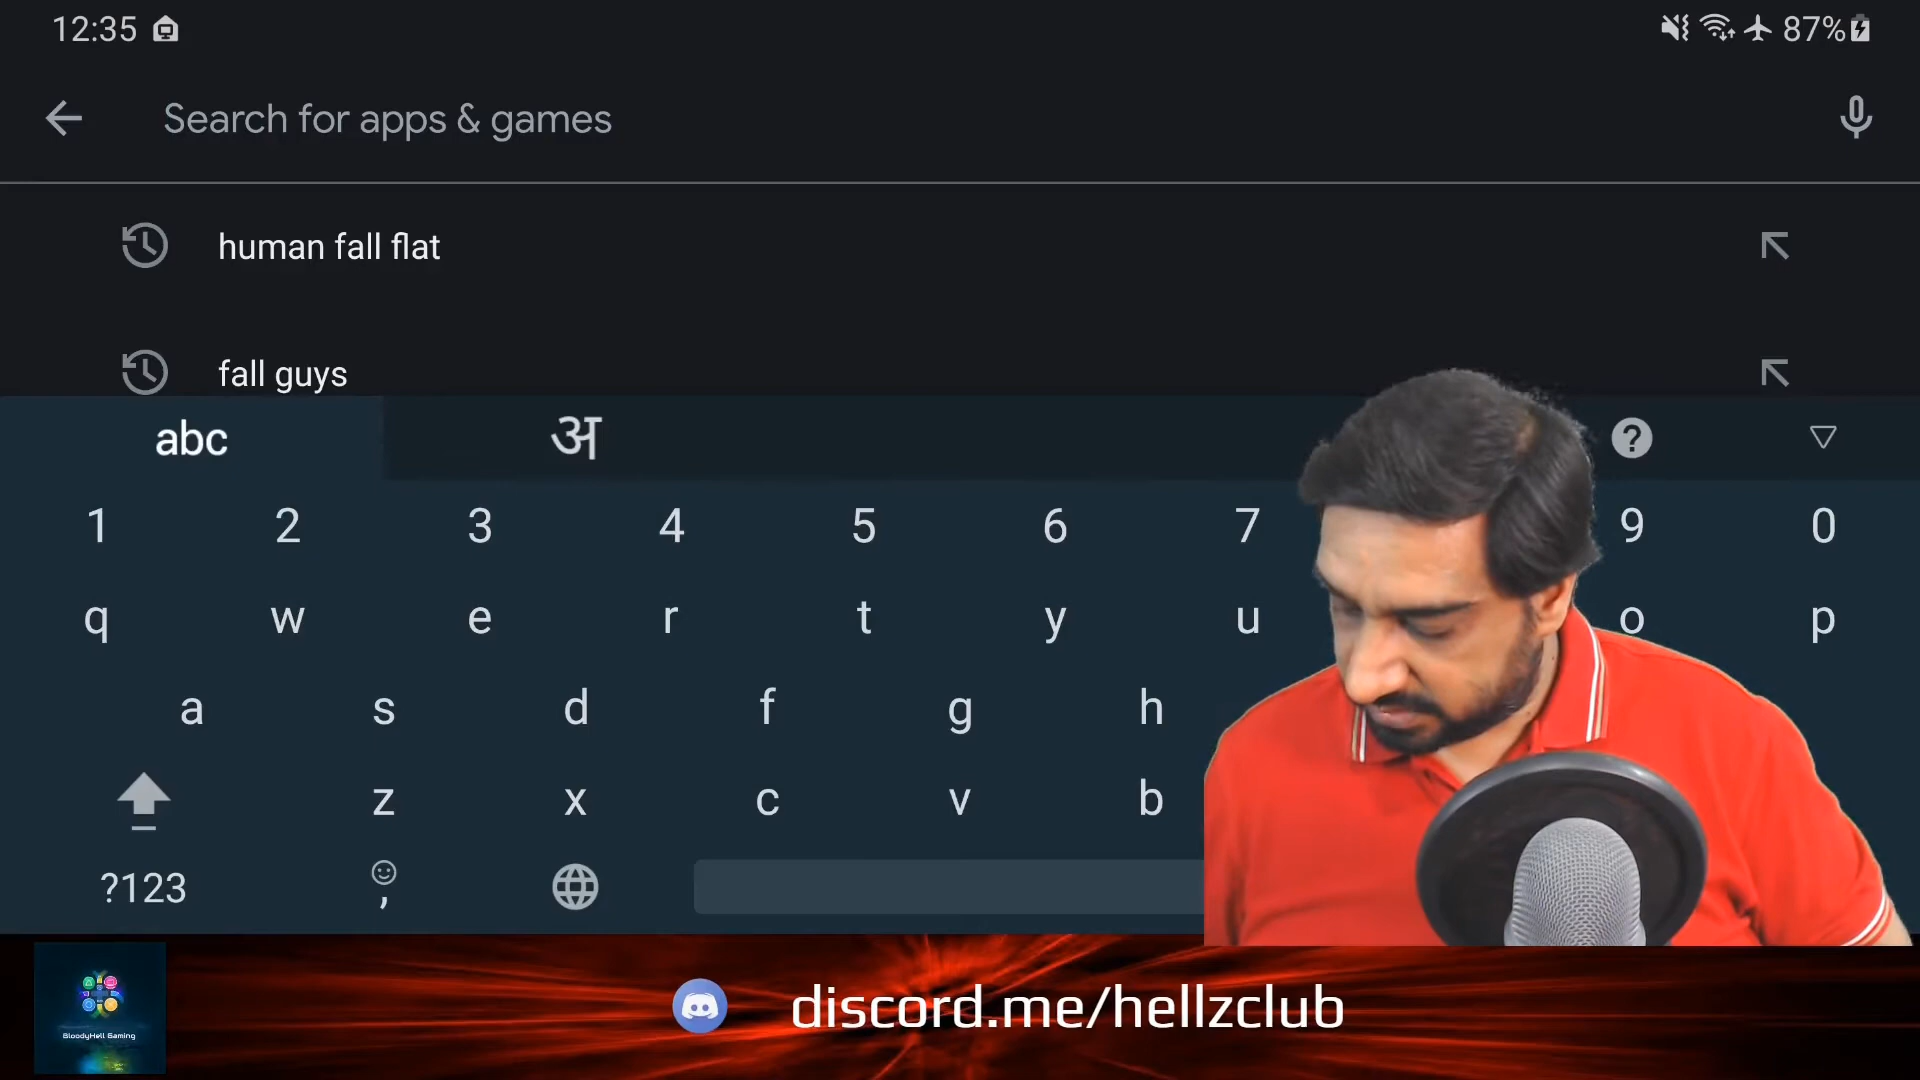 12:35
87%
Search for apps & games
human fall flat
fall guys
abc अ ?
1 2 3 4 5 6 7 9 0
q w e r t y u o p
a s d f g h
z x c v b
?123 ,
BloodyHell Gaming
discord.me/hellzclub